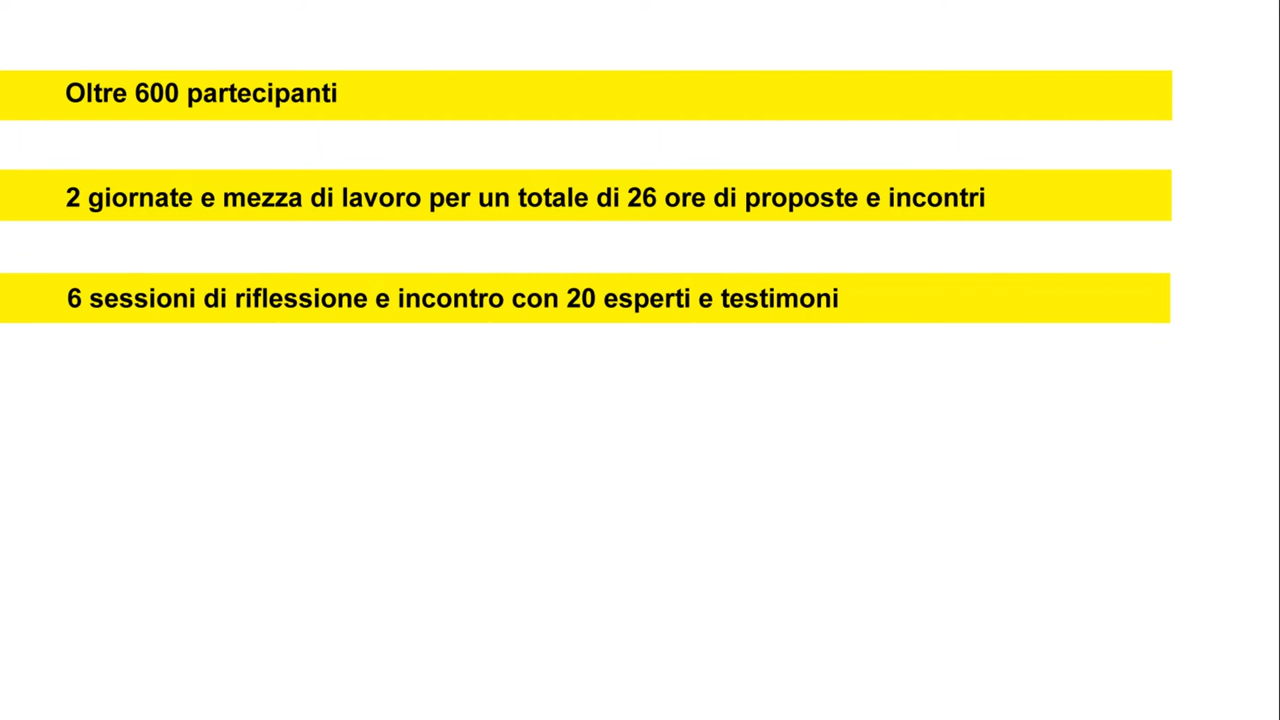 Oltre 600 partecipanti
2 giornate e mezza di lavoro per un totale di 26 ore di proposte e incontri
6 sessioni di riflessione e incontro con 20 esperti e testimoni